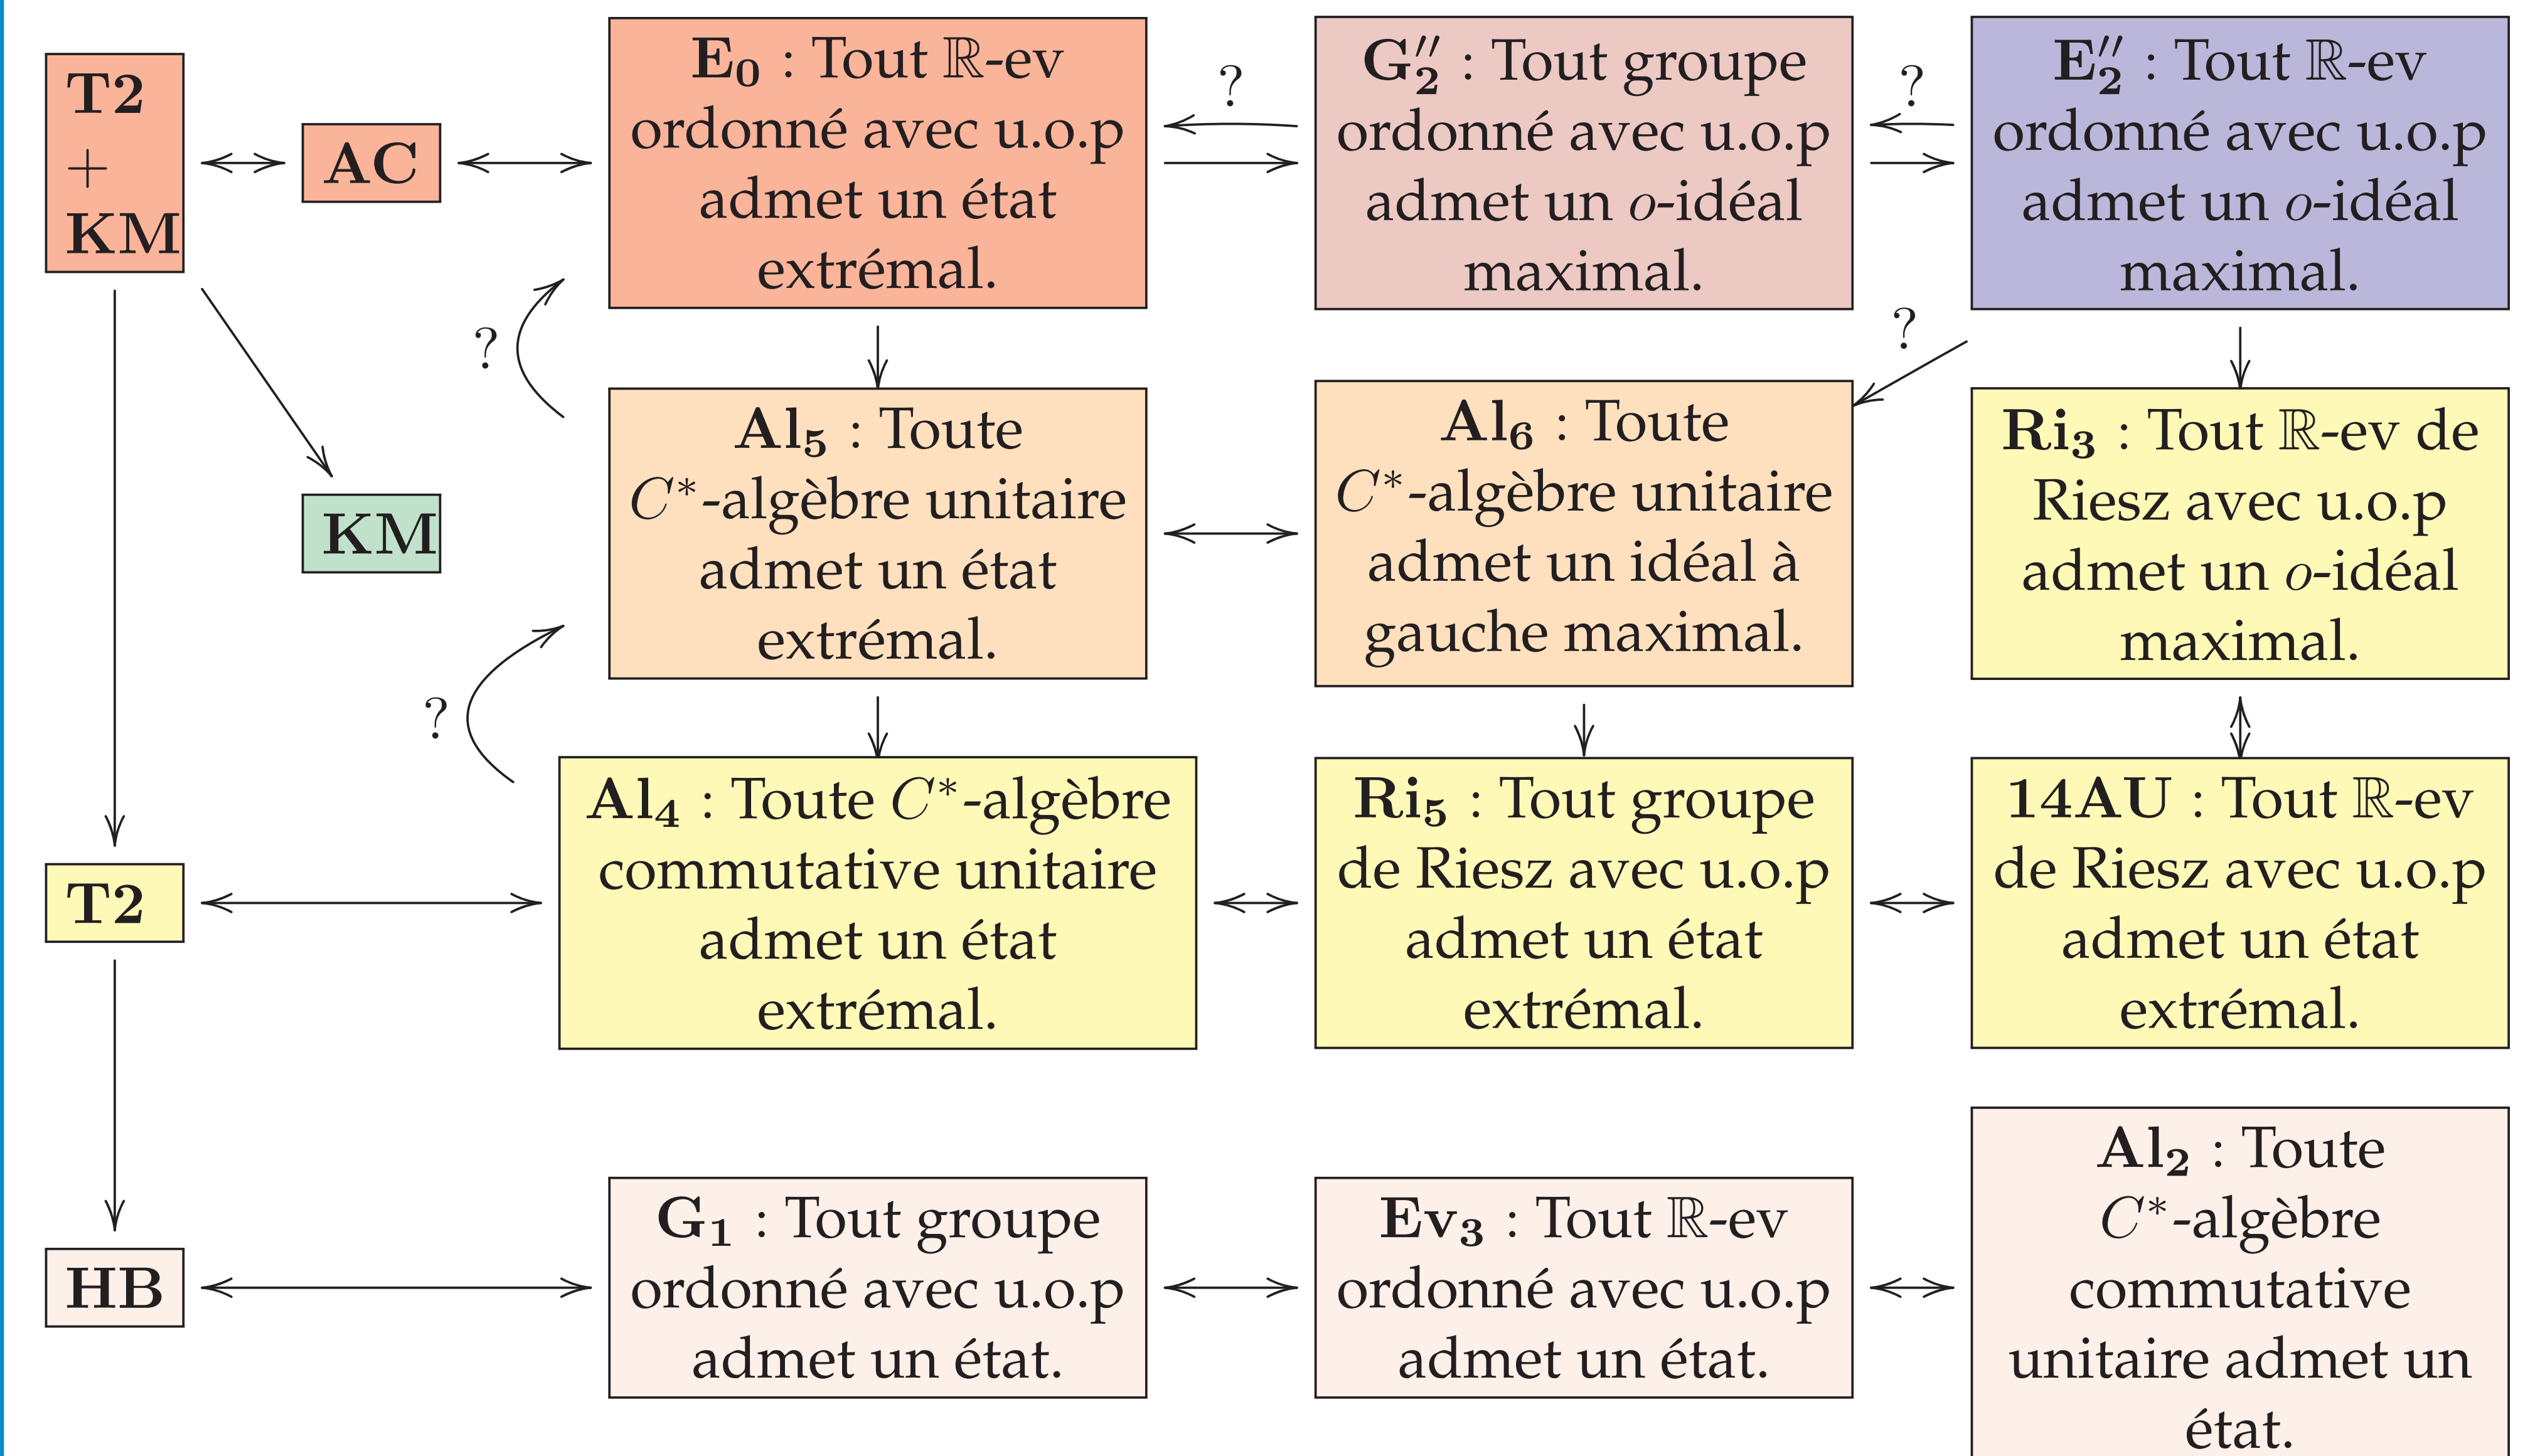 T2
+
KM
AC
E₀ : Tout ℝ-ev
ordonné avec u.o.p
admet un état
extrémal.
?
G₂″ : Tout groupe
ordonné avec u.o.p
admet un o-idéal
maximal.
?
E₂″ : Tout ℝ-ev
ordonné avec u.o.p
admet un o-idéal
maximal.
?
?
KM
Al₅ : Toute
C*-algèbre unitaire
admet un état
extrémal.
Al₆ : Toute
C*-algèbre unitaire
admet un idéal à
gauche maximal.
Ri₃ : Tout ℝ-ev de
Riesz avec u.o.p
admet un o-idéal
maximal.
?
T2
Al₄ : Toute C*-algèbre
commutative unitaire
admet un état
extrémal.
Ri₅ : Tout groupe
de Riesz avec u.o.p
admet un état
extrémal.
14AU : Tout ℝ-ev
de Riesz avec u.o.p
admet un état
extrémal.
HB
G₁ : Tout groupe
ordonné avec u.o.p
admet un état.
Ev₃ : Tout ℝ-ev
ordonné avec u.o.p
admet un état.
Al₂ : Toute
C*-algèbre
commutative
unitaire admet un
état.